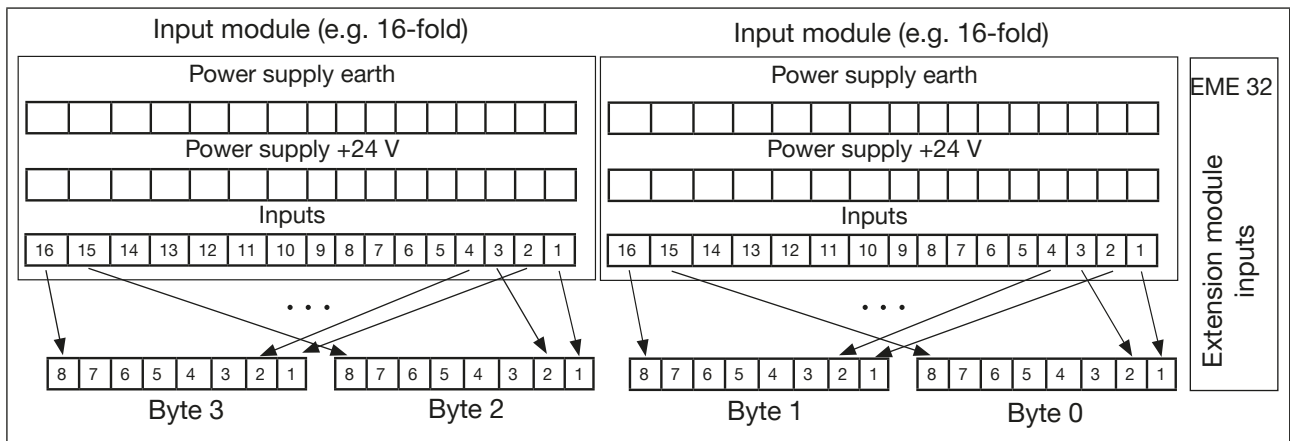 Input module (e.g. 16-fold) Input module (e.g. 16-fold)
Power supply earth Power supply earth
EME 32
Power supply +24 V Power supply +24 V
Inputs Inputs
16 15 14 13 12 11 10 9 8 7 6 5 4 3 2 1 16 15 14 13 12 11 10 9 8 7 6 5 4 3 2 1
Extension module
inputs
. . . . . .
8 7 6 5 4 3 2 1 8 7 6 5 4 3 2 1 8 7 6 5 4 3 2 1 8 7 6 5 4 3 2 1
Byte 3 Byte 2 Byte 1 Byte 0